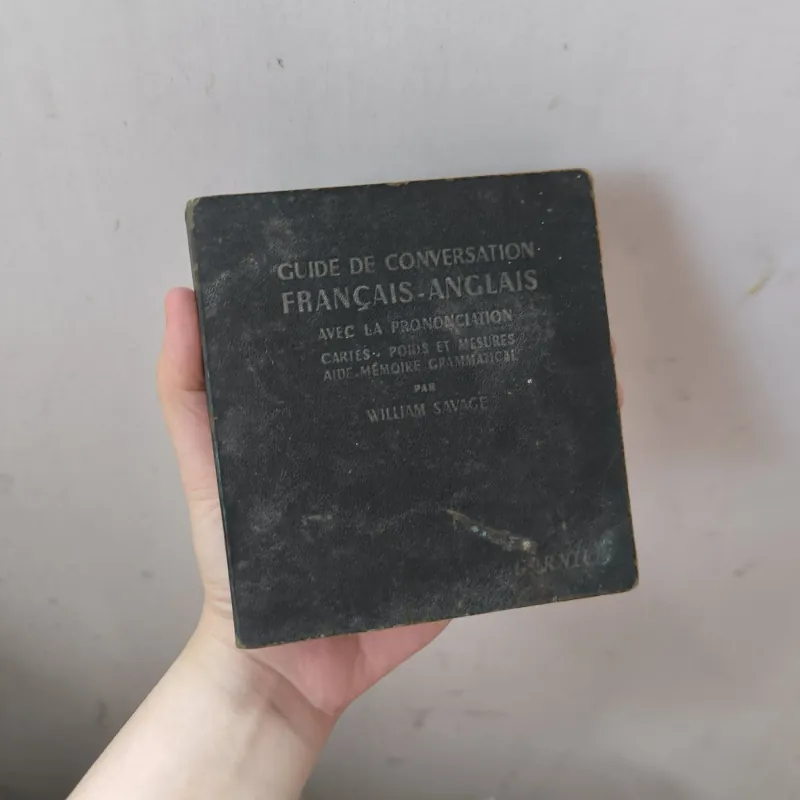 GUIDE DE CONVERSATION
FRANÇAIS-ANGLAIS
AVEC LA PRONONCIATION
CARTES - POIDS ET MESURES
AIDE-MÉMOIRE GRAMMATICAL
PAR
WILLIAM SAVAGE